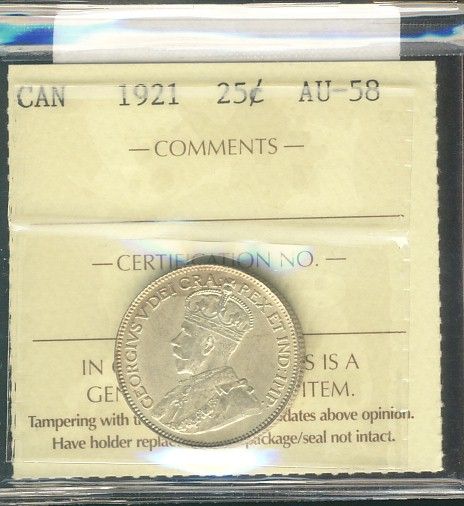 CAN 1921 25¢ AU-58
— COMMENTS —
— CERTIFICATION NO. —
GEORGIVS V DEI GRA: REX ET IND:IMP:
IN S IS A
GEN ITEM.
Tampering with dates above opinion.
Have holder package/seal not intact.